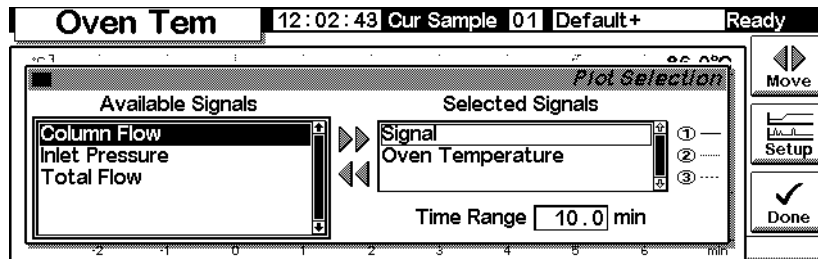 Oven Tem 12:02:43 Cur Sample 01 Default+ Ready
Plot Selection
Available Signals Selected Signals
Column Flow
Inlet Pressure
Total Flow
Signal
Oven Temperature
1
2
3
Time Range 10.0 min
-2 -1 0 1 2 3 4 5 6 min
Move
Setup
Done